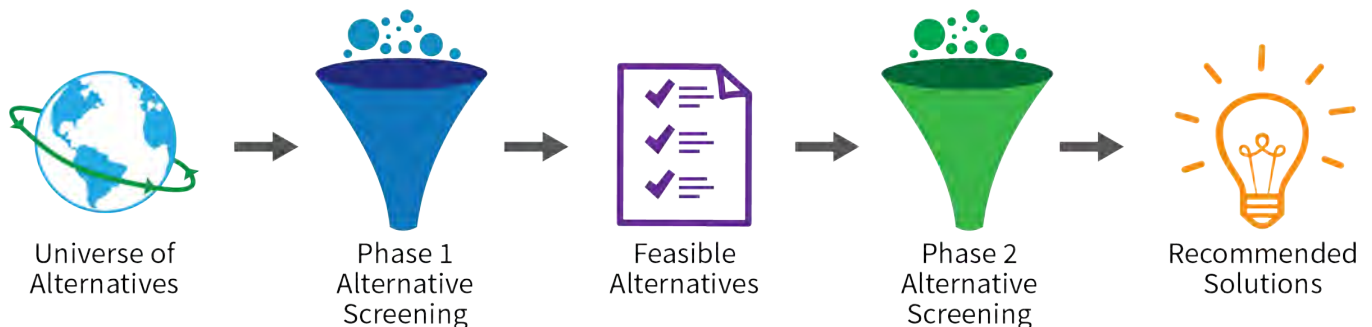 Universe of
Alternatives
Phase 1
Alternative
Screening
Feasible
Alternatives
Phase 2
Alternative
Screening
Recommended
Solutions